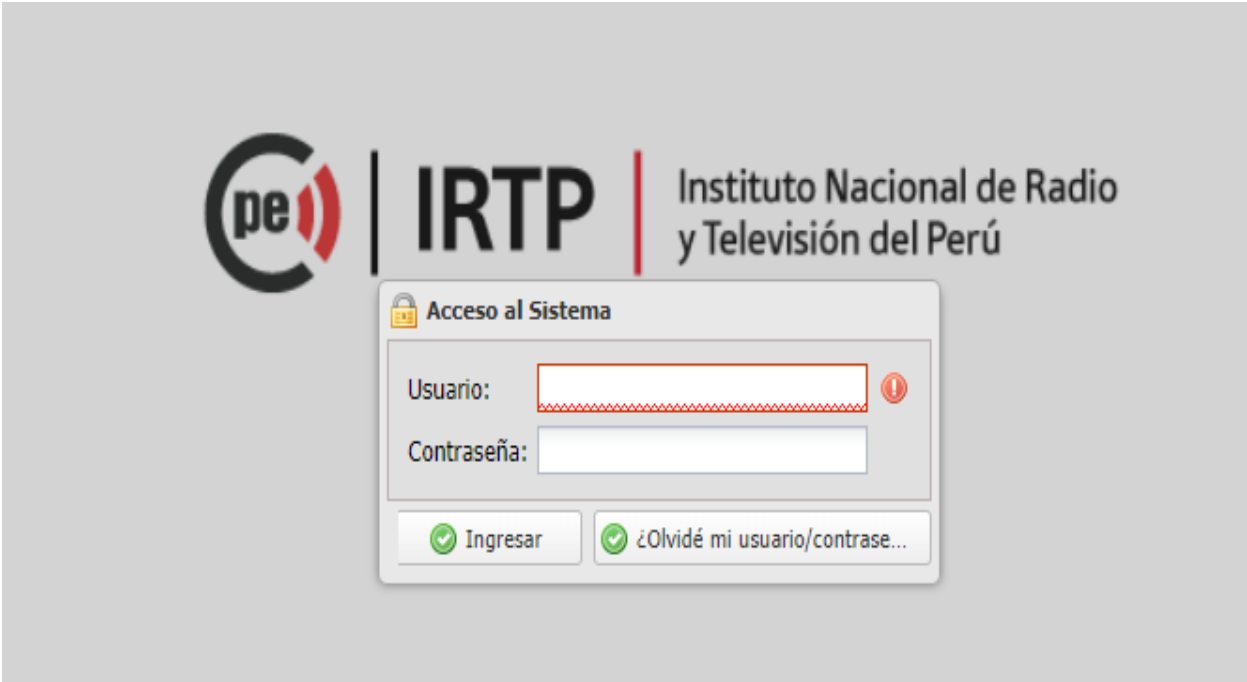 pe
IRTP
Instituto Nacional de Radio
y Televisión del Perú
Acceso al Sistema
Usuario:
Contraseña:
Ingresar
¿Olvidé mi usuario/contrase...